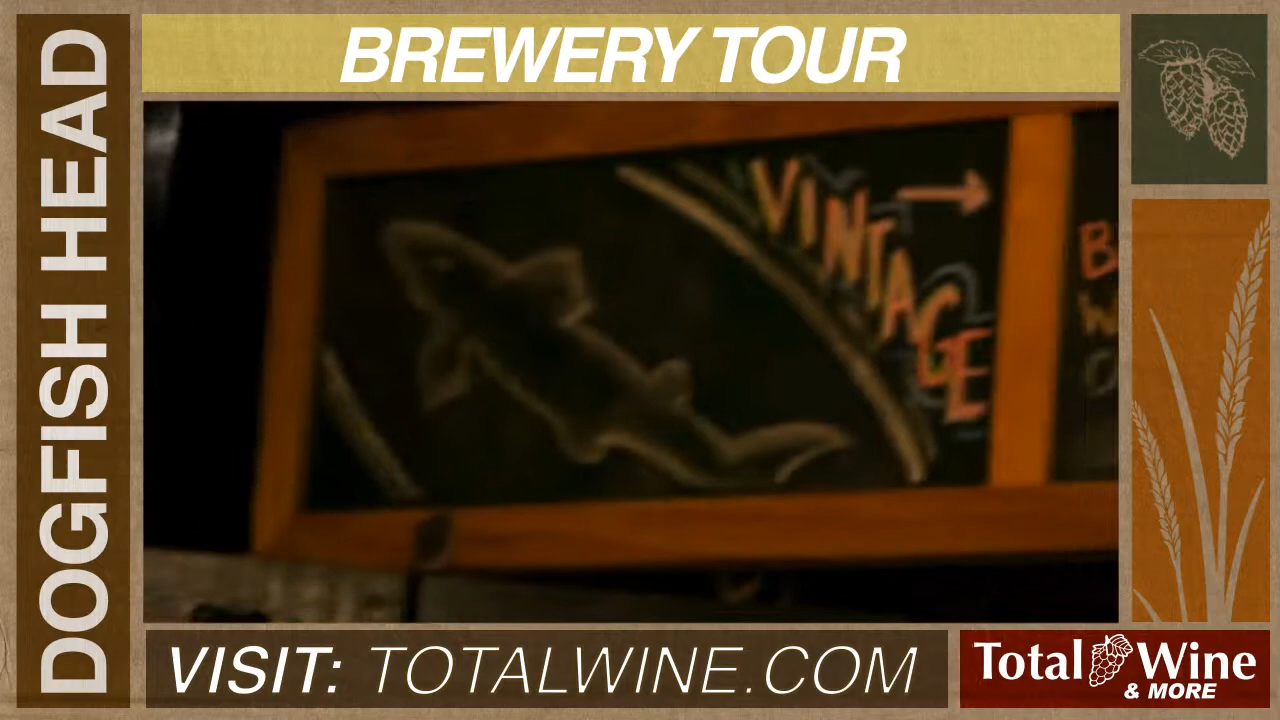 DOGFISH HEAD
BREWERY TOUR
VINTAGE →
B
VISIT: TOTALWINE.COM
Total Wine
& MORE